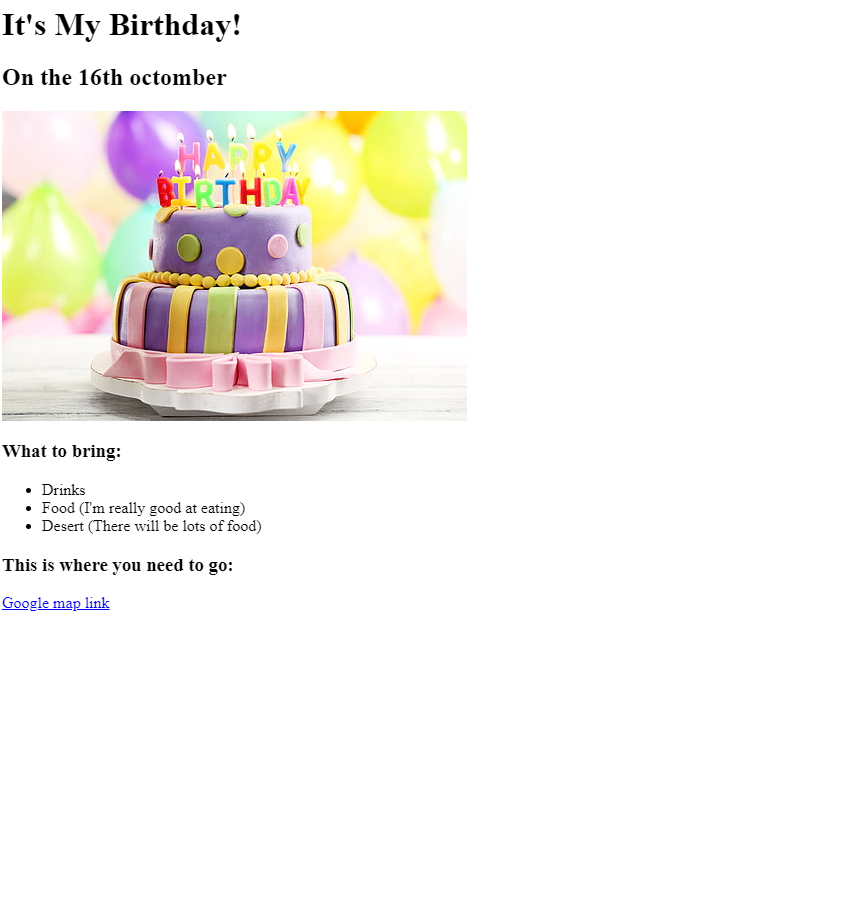 It's My Birthday!
On the 16th octomber
HAPPY
BIRTHDAY
What to bring:
Drinks
Food (I'm really good at eating)
Desert (There will be lots of food)
This is where you need to go:
Google map link